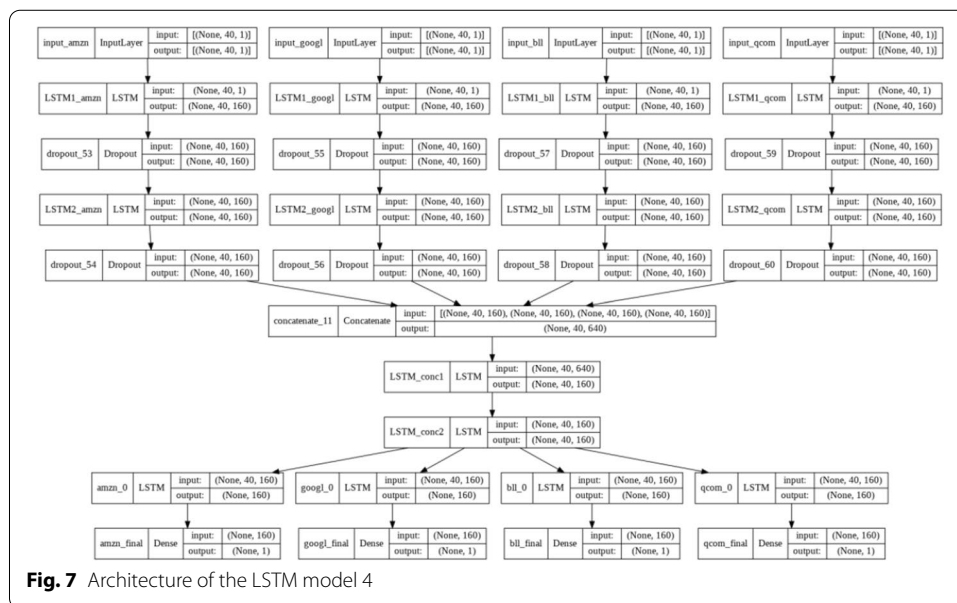 input_amzn InputLayer input: [(None, 40, 1)] output: [(None, 40, 1)]
input_googl InputLayer input: [(None, 40, 1)] output: [(None, 40, 1)]
input_bll InputLayer input: [(None, 40, 1)] output: [(None, 40, 1)]
input_qcom InputLayer input: [(None, 40, 1)] output: [(None, 40, 1)]
LSTM1_amzn LSTM input: (None, 40, 1) output: (None, 40, 160)
LSTM1_googl LSTM input: (None, 40, 1) output: (None, 40, 160)
LSTM1_bll LSTM input: (None, 40, 1) output: (None, 40, 160)
LSTM1_qcom LSTM input: (None, 40, 1) output: (None, 40, 160)
dropout_53 Dropout input: (None, 40, 160) output: (None, 40, 160)
dropout_55 Dropout input: (None, 40, 160) output: (None, 40, 160)
dropout_57 Dropout input: (None, 40, 160) output: (None, 40, 160)
dropout_59 Dropout input: (None, 40, 160) output: (None, 40, 160)
LSTM2_amzn LSTM input: (None, 40, 160) output: (None, 40, 160)
LSTM2_googl LSTM input: (None, 40, 160) output: (None, 40, 160)
LSTM2_bll LSTM input: (None, 40, 160) output: (None, 40, 160)
LSTM2_qcom LSTM input: (None, 40, 160) output: (None, 40, 160)
dropout_54 Dropout input: (None, 40, 160) output: (None, 40, 160)
dropout_56 Dropout input: (None, 40, 160) output: (None, 40, 160)
dropout_58 Dropout input: (None, 40, 160) output: (None, 40, 160)
dropout_60 Dropout input: (None, 40, 160) output: (None, 40, 160)
concatenate_11 Concatenate input: [(None, 40, 160), (None, 40, 160), (None, 40, 160), (None, 40, 160)] output: (None, 40, 640)
LSTM_conc1 LSTM input: (None, 40, 640) output: (None, 40, 160)
LSTM_conc2 LSTM input: (None, 40, 160) output: (None, 40, 160)
amzn_0 LSTM input: (None, 40, 160) output: (None, 160)
googl_0 LSTM input: (None, 40, 160) output: (None, 160)
bll_0 LSTM input: (None, 40, 160) output: (None, 160)
qcom_0 LSTM input: (None, 40, 160) output: (None, 160)
amzn_final Dense input: (None, 160) output: (None, 1)
googl_final Dense input: (None, 160) output: (None, 1)
bll_final Dense input: (None, 160) output: (None, 1)
qcom_final Dense input: (None, 160) output: (None, 1)
Fig. 7 Architecture of the LSTM model 4